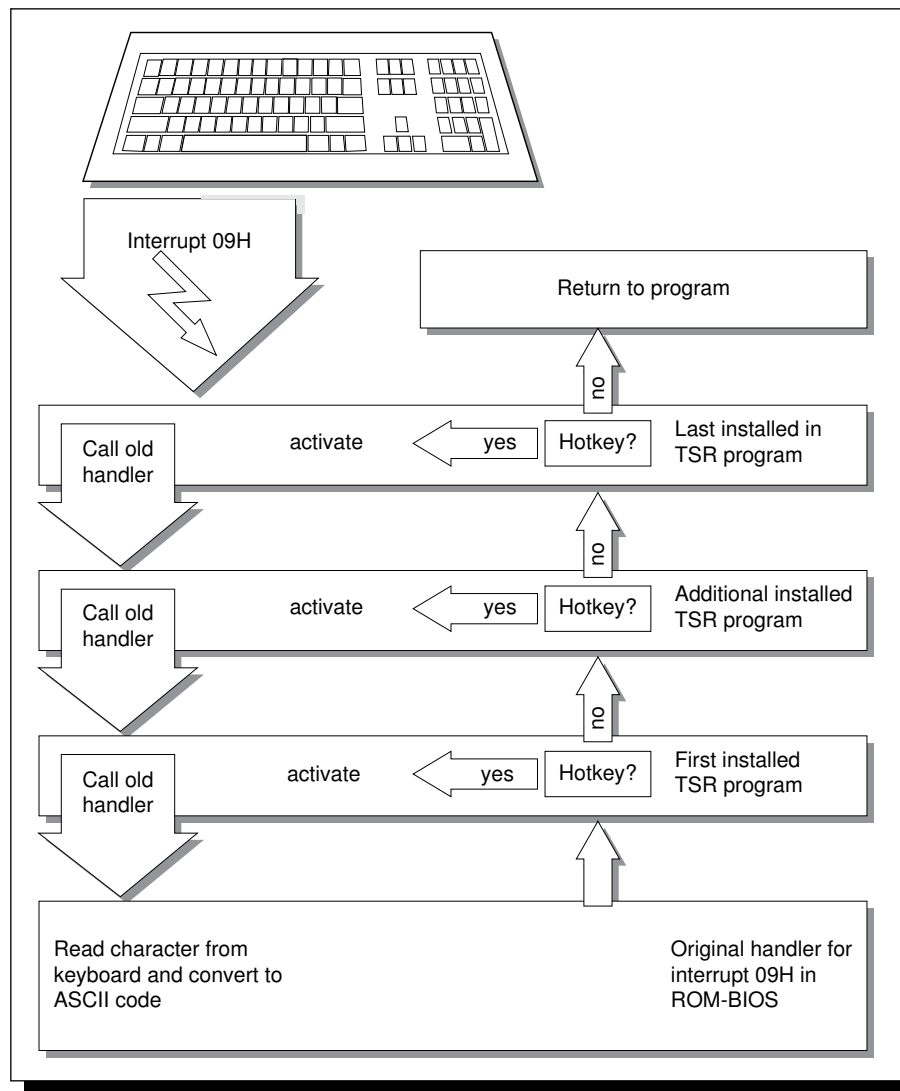 Interrupt 09H
Return to program
no
Call old
handler
activate
yes
Hotkey?
Last installed in
TSR program
no
Call old
handler
activate
yes
Hotkey?
Additional installed
TSR program
no
Call old
handler
activate
yes
Hotkey?
First installed
TSR program
Read character from
keyboard and convert to
ASCII code
Original handler for
interrupt 09H in
ROM-BIOS